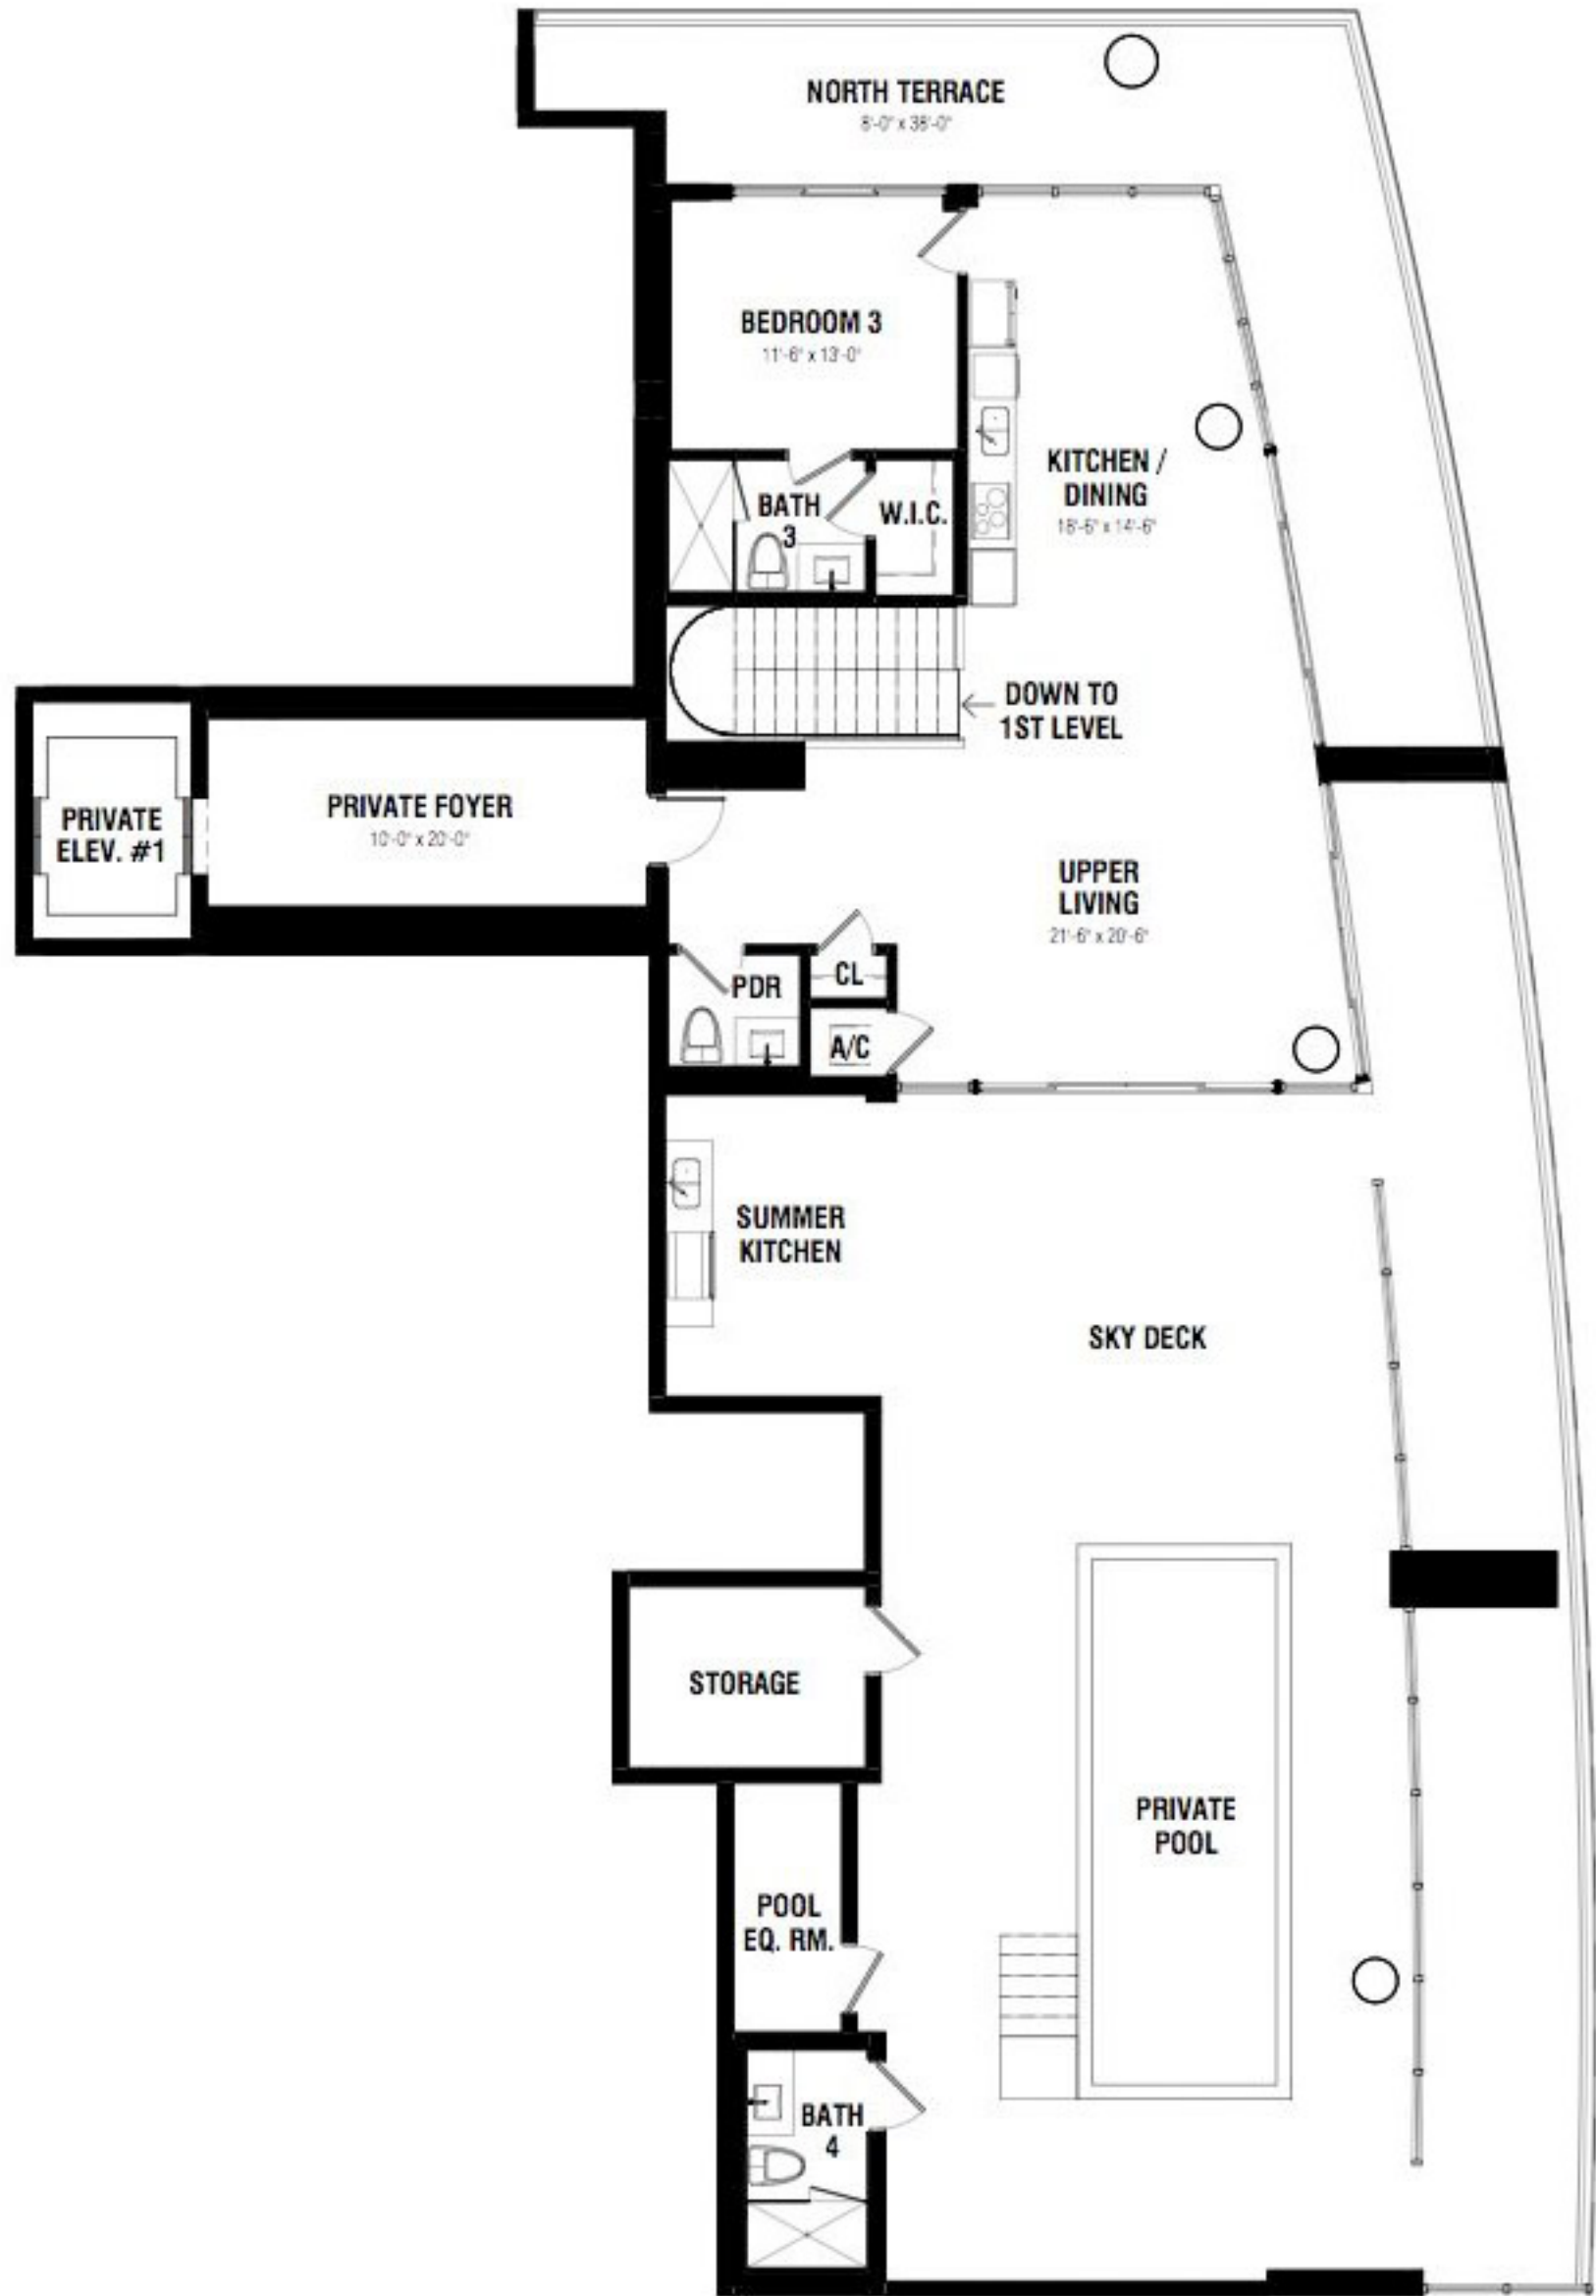 NORTH TERRACE
8'-0" x 38'-0"
BEDROOM 3
11'-6" x 13'-0"
KITCHEN /
DINING
18'-6" x 14'-6"
BATH
3
W.I.C.
DOWN TO
1ST LEVEL
PRIVATE
ELEV. #1
PRIVATE FOYER
10'-0" x 20'-0"
UPPER
LIVING
21'-6" x 20'-6"
PDR
CL
A/C
SUMMER
KITCHEN
SKY DECK
STORAGE
PRIVATE
POOL
POOL
EQ. RM.
BATH
4